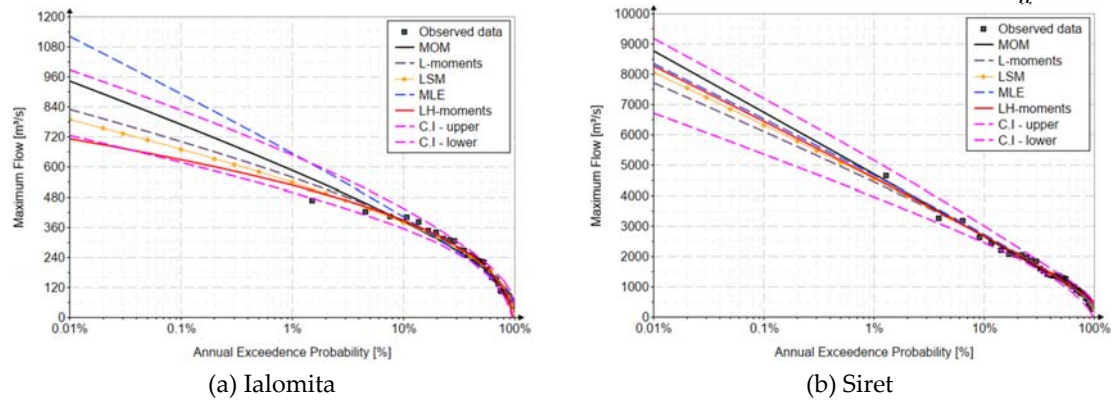 n
1200
1080
960
840
720
600
480
360
240
120
0
0.01%
0.1%
1%
10%
100%
Maximum Flow [m³/s]
Annual Exceedence Probability [%]
Observed data
MOM
L-moments
LSM
MLE
LH-moments
C.I - upper
C.I - lower
(a) Ialomita
10000
9000
8000
7000
6000
5000
4000
3000
2000
1000
0
0.01%
0.1%
1%
10%
100%
Maximum Flow [m³/s]
Annual Exceedence Probability [%]
Observed data
MOM
L-moments
LSM
MLE
LH-moments
C.I - upper
C.I - lower
(b) Siret